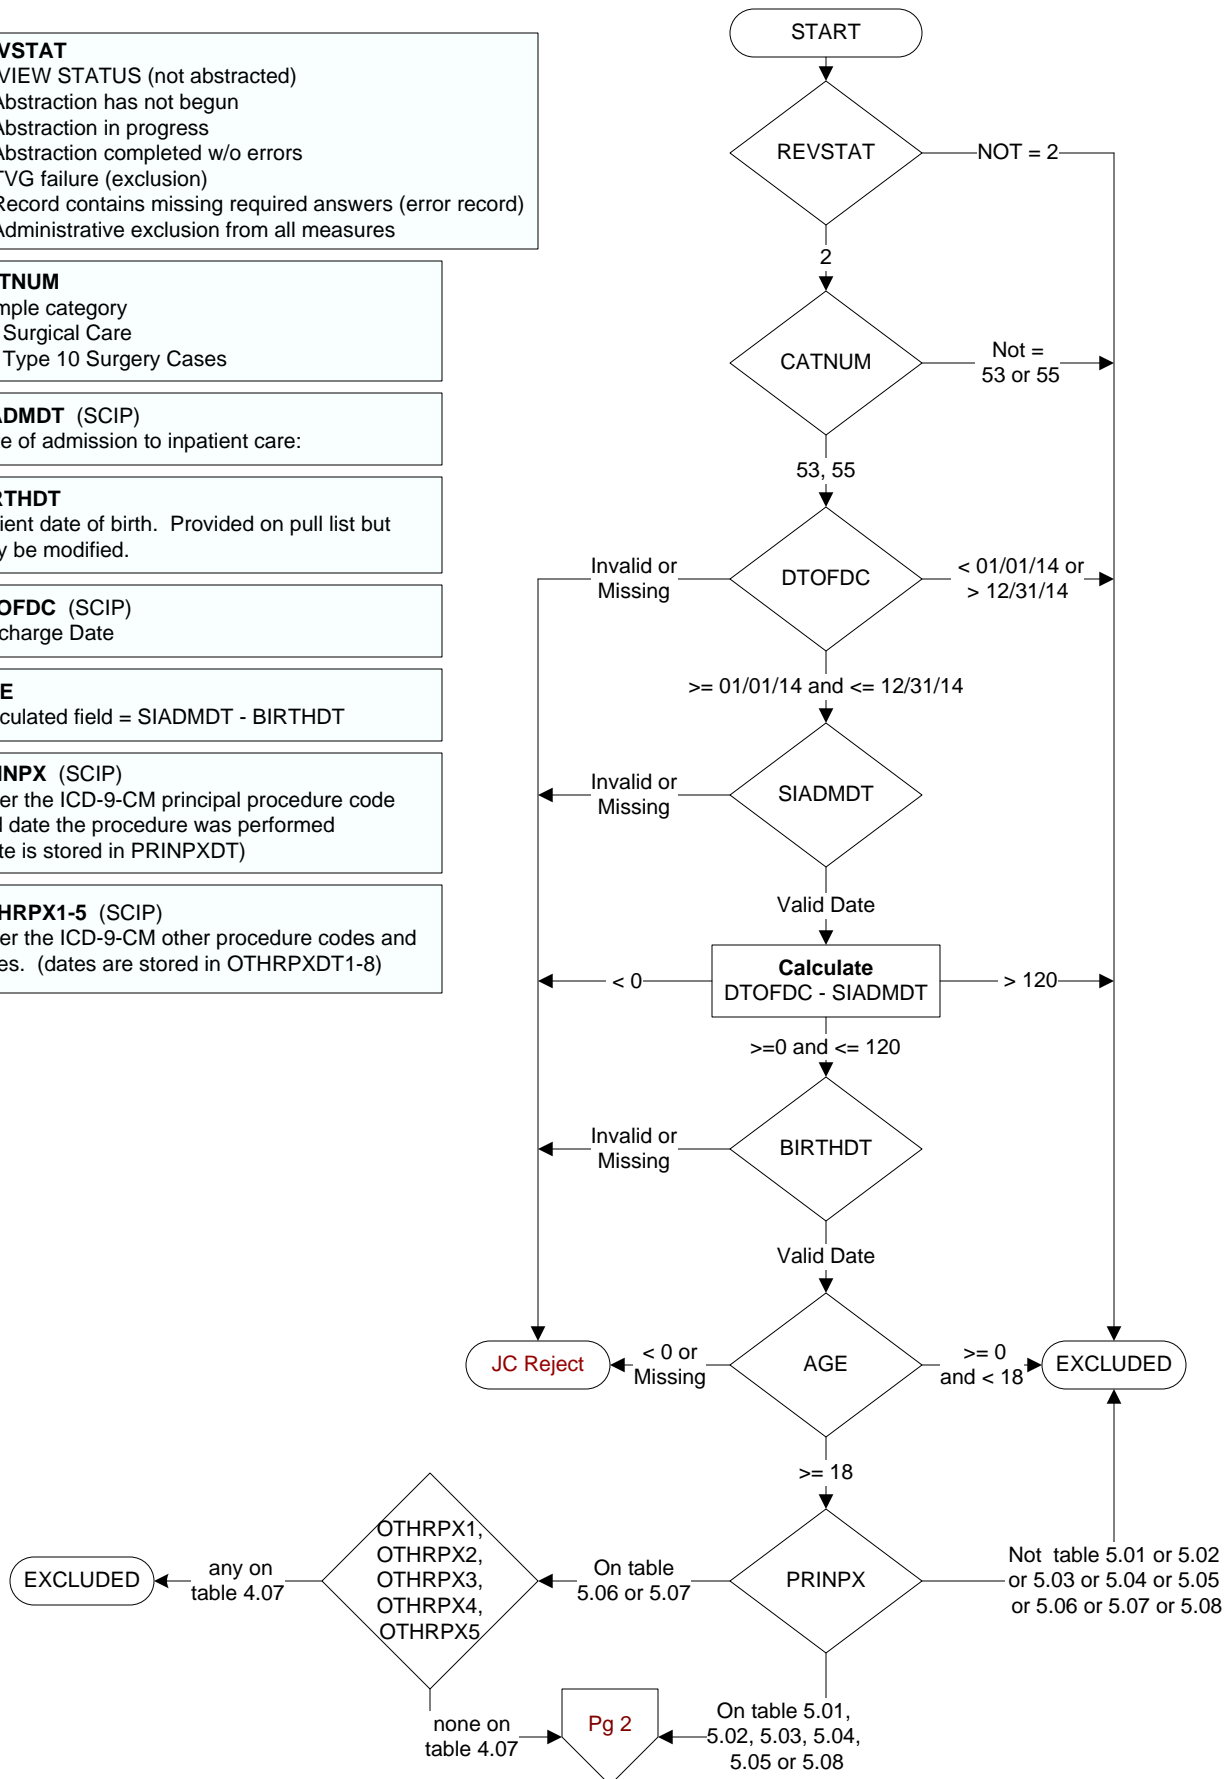 START
VSTAT
VIEW STATUS (not abstracted)
Abstraction has not begun
Abstraction in progress
Abstraction completed w/o errors
TVG failure (exclusion)
Record contains missing required answers (error record)
Administrative exclusion from all measures
REVSTAT
NOT = 2
2
TNUM
mple category
Surgical Care
Type 10 Surgery Cases
CATNUM
Not =
53 or 55
53, 55
ADMDT (SCIP)
e of admission to inpatient care:
RTHDT
ient date of birth. Provided on pull list but
y be modified.
OFDC (SCIP)
charge Date
Invalid or
Missing
DTOFDC
< 01/01/14 or
> 12/31/14
>= 01/01/14 and <= 12/31/14
E
culated field = SIADMDT - BIRTHDT
INPX (SCIP)
er the ICD-9-CM principal procedure code
d date the procedure was performed
te is stored in PRINPXDT)
Invalid or
Missing
SIADMDT
Valid Date
HRPX1-5 (SCIP)
er the ICD-9-CM other procedure codes and
es. (dates are stored in OTHRPXDT1-8)
< 0
Calculate
DTOFDC - SIADMDT
> 120
>=0 and <= 120
Invalid or
Missing
BIRTHDT
Valid Date
JC Reject
< 0 or
Missing
AGE
>= 0
and < 18
EXCLUDED
>= 18
EXCLUDED
any on
table 4.07
OTHRPX1,
OTHRPX2,
OTHRPX3,
OTHRPX4,
OTHRPX5
On table
5.06 or 5.07
PRINPX
Not table 5.01 or 5.02
or 5.03 or 5.04 or 5.05
or 5.06 or 5.07 or 5.08
none on
table 4.07
Pg 2
On table 5.01,
5.02, 5.03, 5.04,
5.05 or 5.08